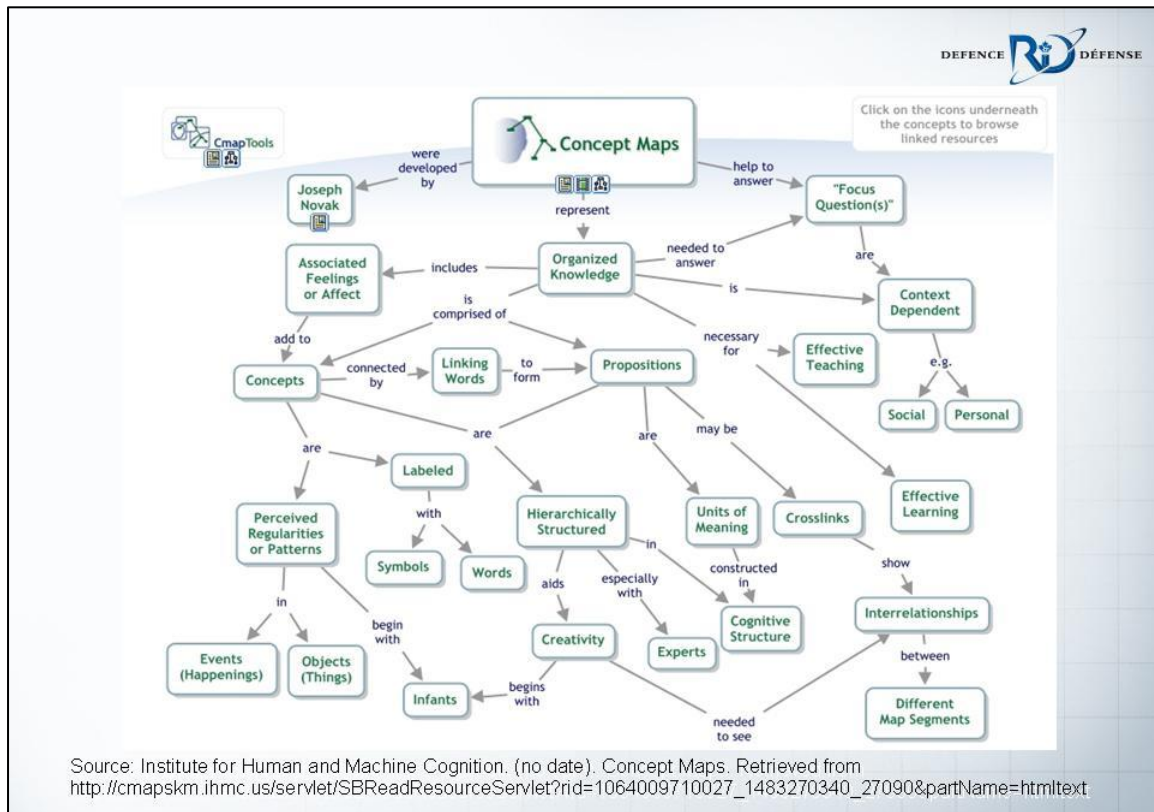 DEFENCE R&D DÉFENSE
CmapTools
Concept Maps
Click on the icons underneath
the concepts to browse
linked resources
were
developed
by
help to
answer
Joseph
Novak
represent
"Focus
Question(s)"
Associated
Feelings
or Affect
includes
Organized
Knowledge
needed to
answer
are
is
Context
Dependent
is
comprised of
add to
necessary
for
Effective
Teaching
e.g.
Concepts
connected
by
Linking
Words
to
form
Propositions
Social
Personal
are
are
are
may be
Labeled
Perceived
Regularities
or Patterns
with
Hierarchically
Structured
Units of
Meaning
Crosslinks
Effective
Learning
Symbols
Words
in
aids
especially
with
constructed
in
show
in
begin
with
Creativity
Experts
Cognitive
Structure
Interrelationships
Events
(Happenings)
Objects
(Things)
Infants
begins
with
needed
to see
between
Different
Map Segments
Source: Institute for Human and Machine Cognition. (no date). Concept Maps. Retrieved from
http://cmapskm.ihmc.us/servlet/SBReadResourceServlet?rid=1064009710027_1483270340_27090&partName=htmltext